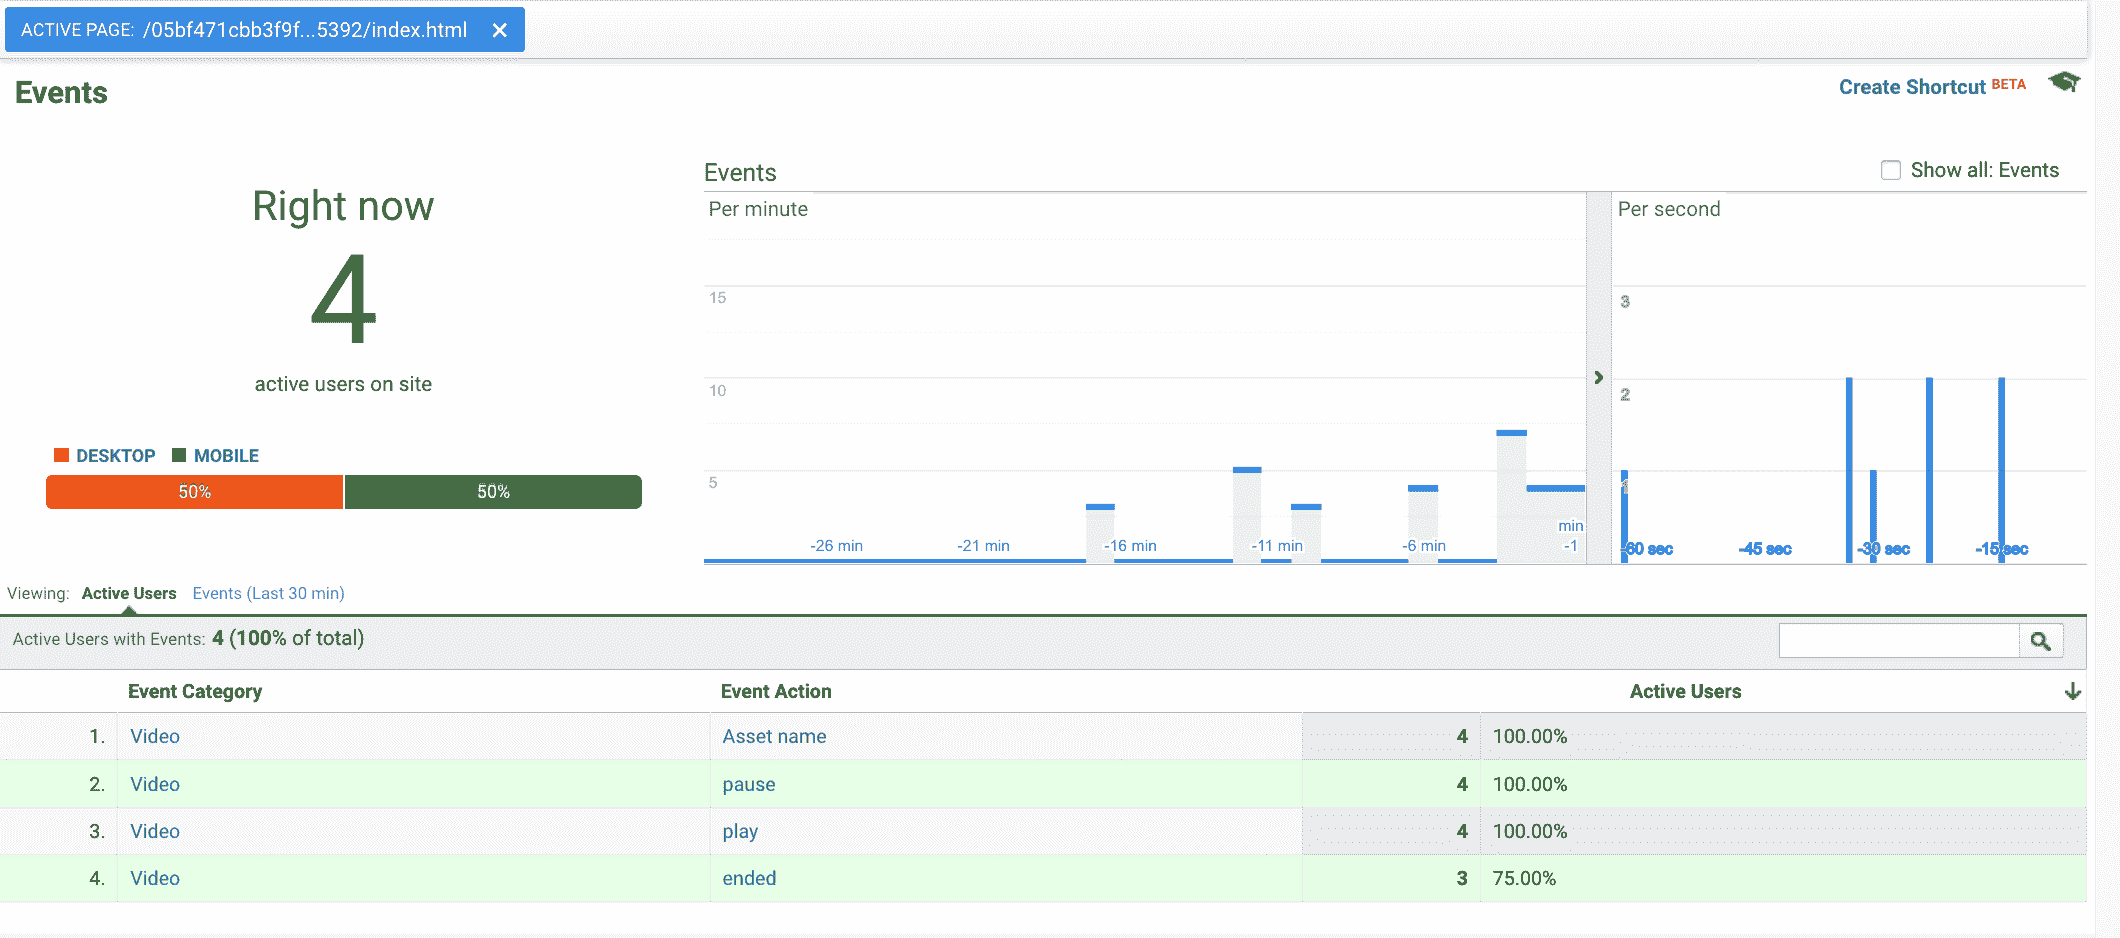 ACTIVE PAGE: /05bf471cbb3f9f...5392/index.html ×
Events
Create Shortcut BETA
Right now
4
active users on site
DESKTOP MOBILE
50% 50%
Events
Show all: Events
Per minute
15
10
5
-26 min -21 min -16 min -11 min -6 min min
-1
Per second
3
2
1
-60 sec -45 sec -30 sec -15 sec
Viewing: Active Users Events (Last 30 min)
Active Users with Events: 4 (100% of total)
Event Category Event Action Active Users
1. Video Asset name 4 100.00%
2. Video pause 4 100.00%
3. Video play 4 100.00%
4. Video ended 3 75.00%